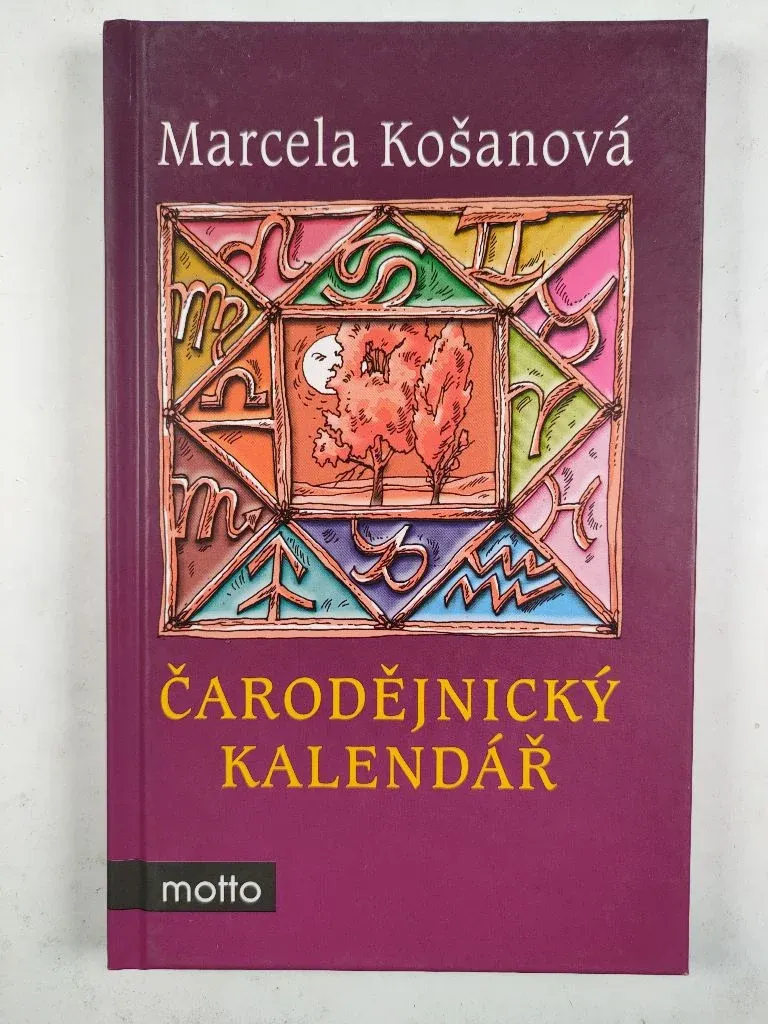 Marcela Košanová
ČARODĚJNICKÝ
KALENDÁŘ
motto